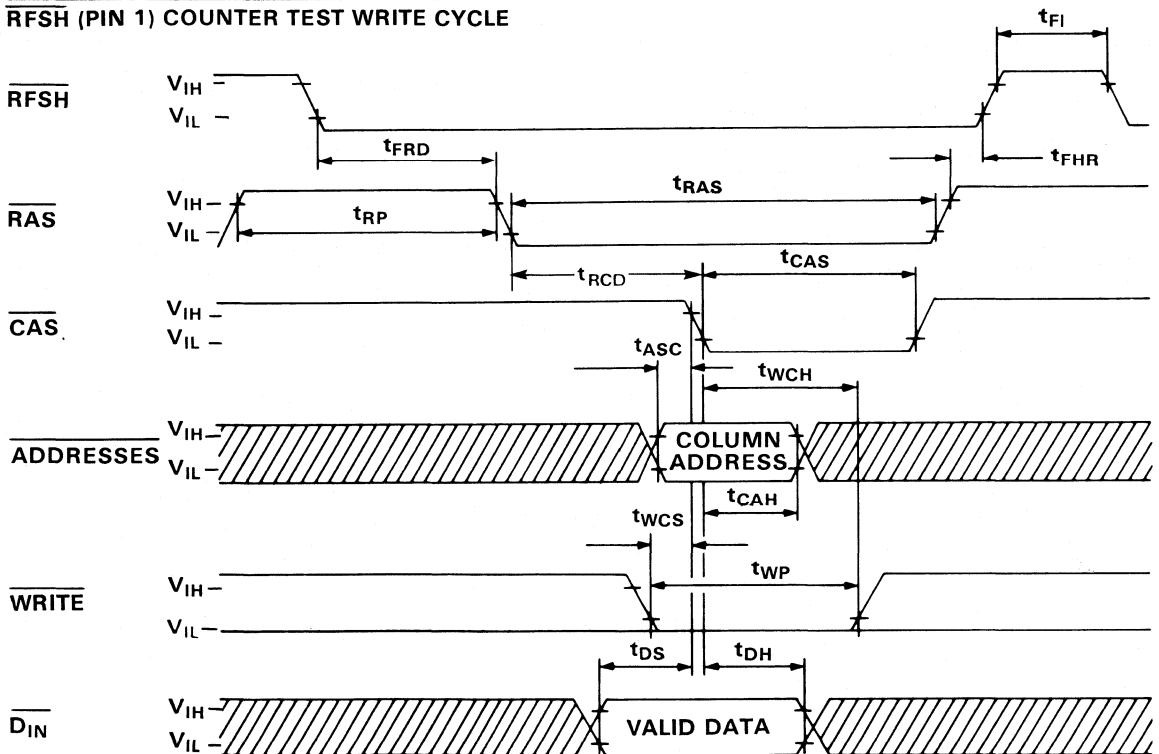 RFSH (PIN 1) COUNTER TEST WRITE CYCLE
tFI
RFSH
VIH
VIL
tFRD
tFHR
RAS
VIH
VIL
tRP
tRAS
tRCD
tCAS
CAS
VIH
VIL
tASC
tWCH
ADDRESSES
VIH
VIL
COLUMN
ADDRESS
tCAH
tWCS
tWP
WRITE
VIH
VIL
tDS
tDH
DIN
VIH
VIL
VALID DATA